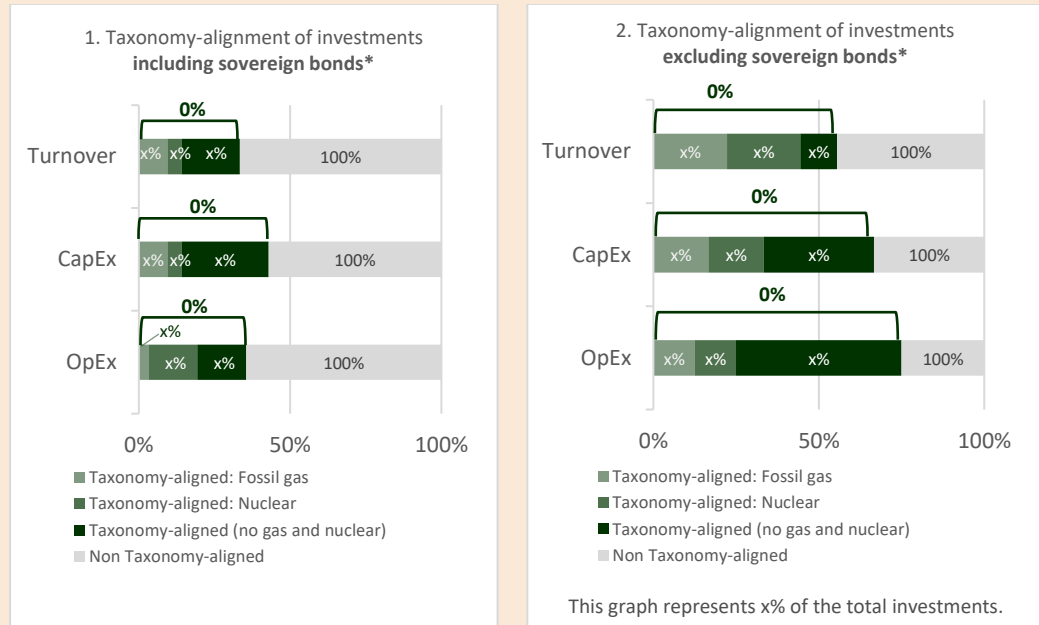 1. Taxonomy-alignment of investments
including sovereign bonds*
0%
Turnover
x% x% x% 100%
0%
CapEx
x% x% x% 100%
0%
x%
OpEx
x% x% 100%
0% 50% 100%
Taxonomy-aligned: Fossil gas
Taxonomy-aligned: Nuclear
Taxonomy-aligned (no gas and nuclear)
Non Taxonomy-aligned
2. Taxonomy-alignment of investments
excluding sovereign bonds*
0%
Turnover
x% x% x% 100%
0%
CapEx
x% x% x% 100%
0%
OpEx
x% x% x% 100%
0% 50% 100%
Taxonomy-aligned: Fossil gas
Taxonomy-aligned: Nuclear
Taxonomy-aligned (no gas and nuclear)
Non Taxonomy-aligned
This graph represents x% of the total investments.